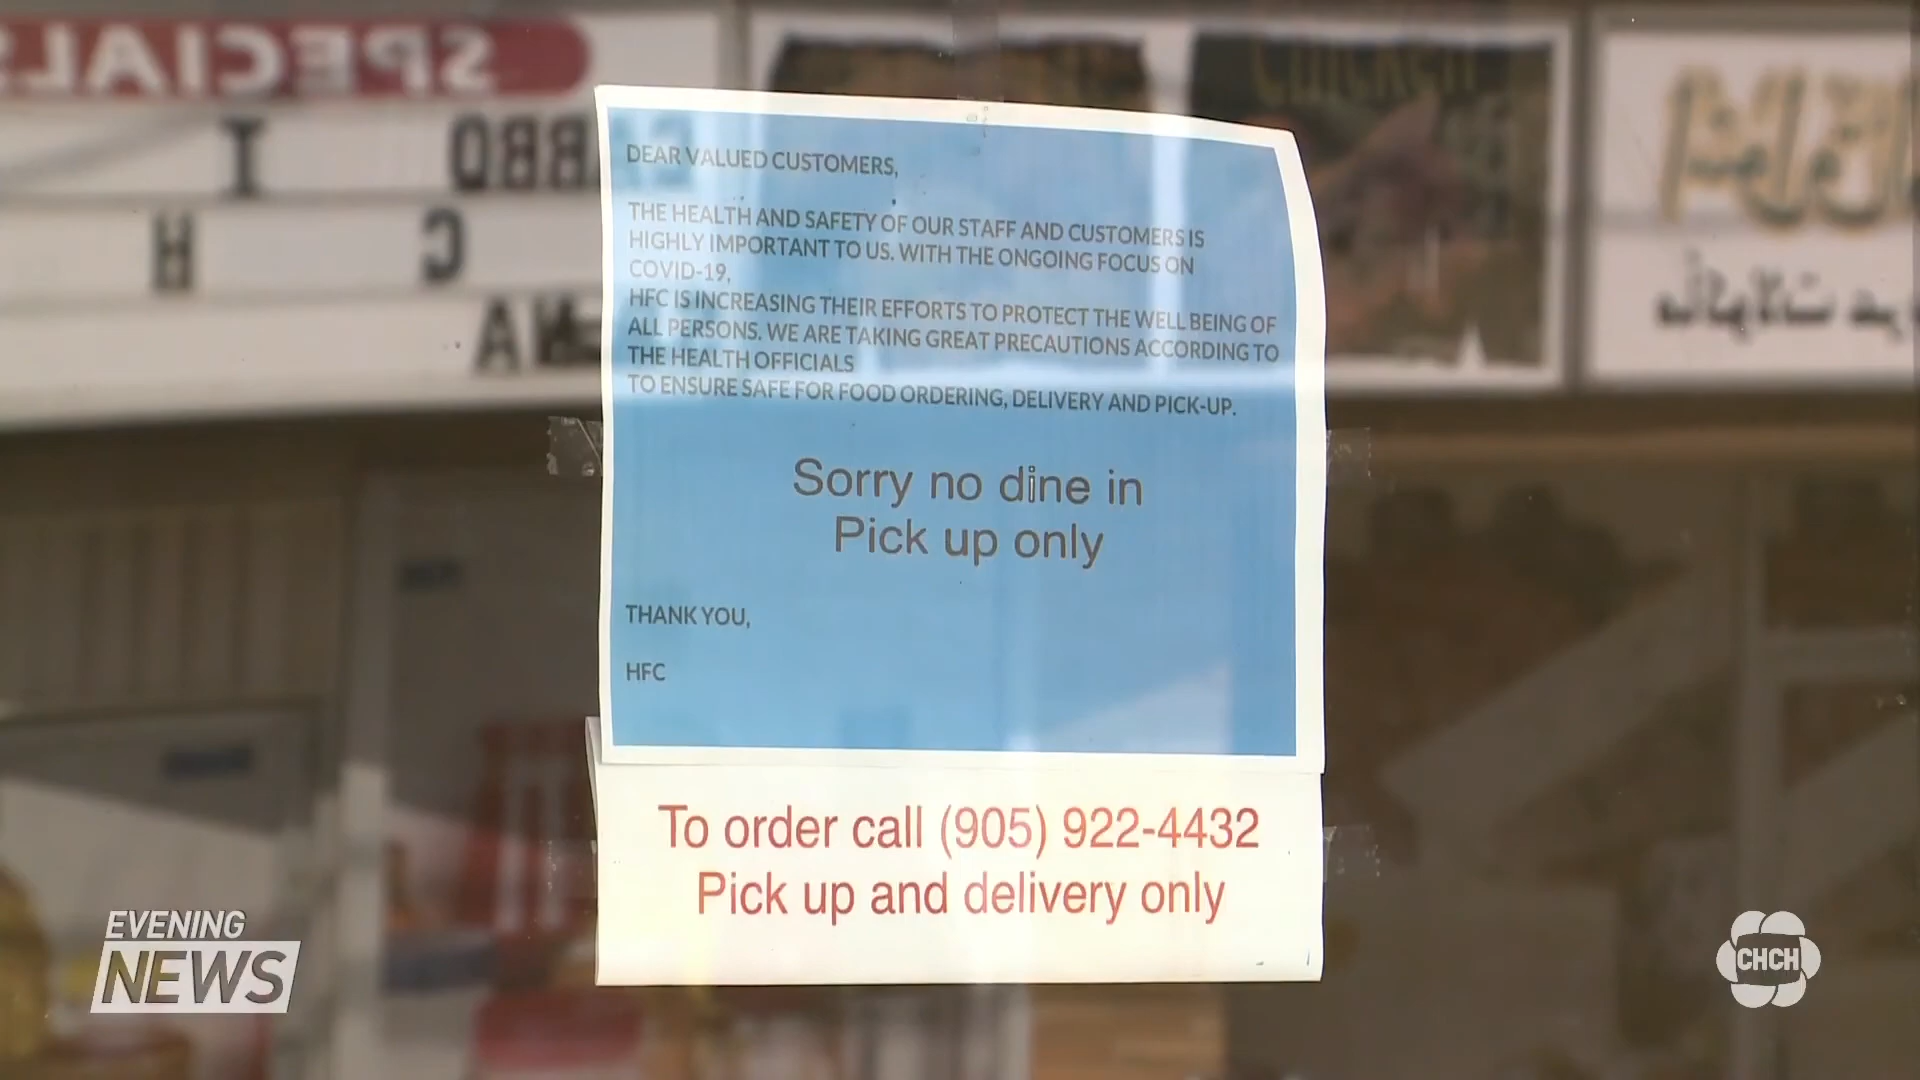 SPECIALS
DEAR VALUED CUSTOMERS,
THE HEALTH AND SAFETY OF OUR STAFF AND CUSTOMERS IS
HIGHLY IMPORTANT TO US. WITH THE ONGOING FOCUS ON
COVID-19,
HFC IS INCREASING THEIR EFFORTS TO PROTECT THE WELL BEING OF
ALL PERSONS. WE ARE TAKING GREAT PRECAUTIONS ACCORDING TO
THE HEALTH OFFICIALS
TO ENSURE SAFE FOR FOOD ORDERING, DELIVERY AND PICK-UP.
Sorry no dine in
Pick up only
THANK YOU,
HFC
To order call (905) 922-4432
Pick up and delivery only
EVENING
NEWS
CHCH